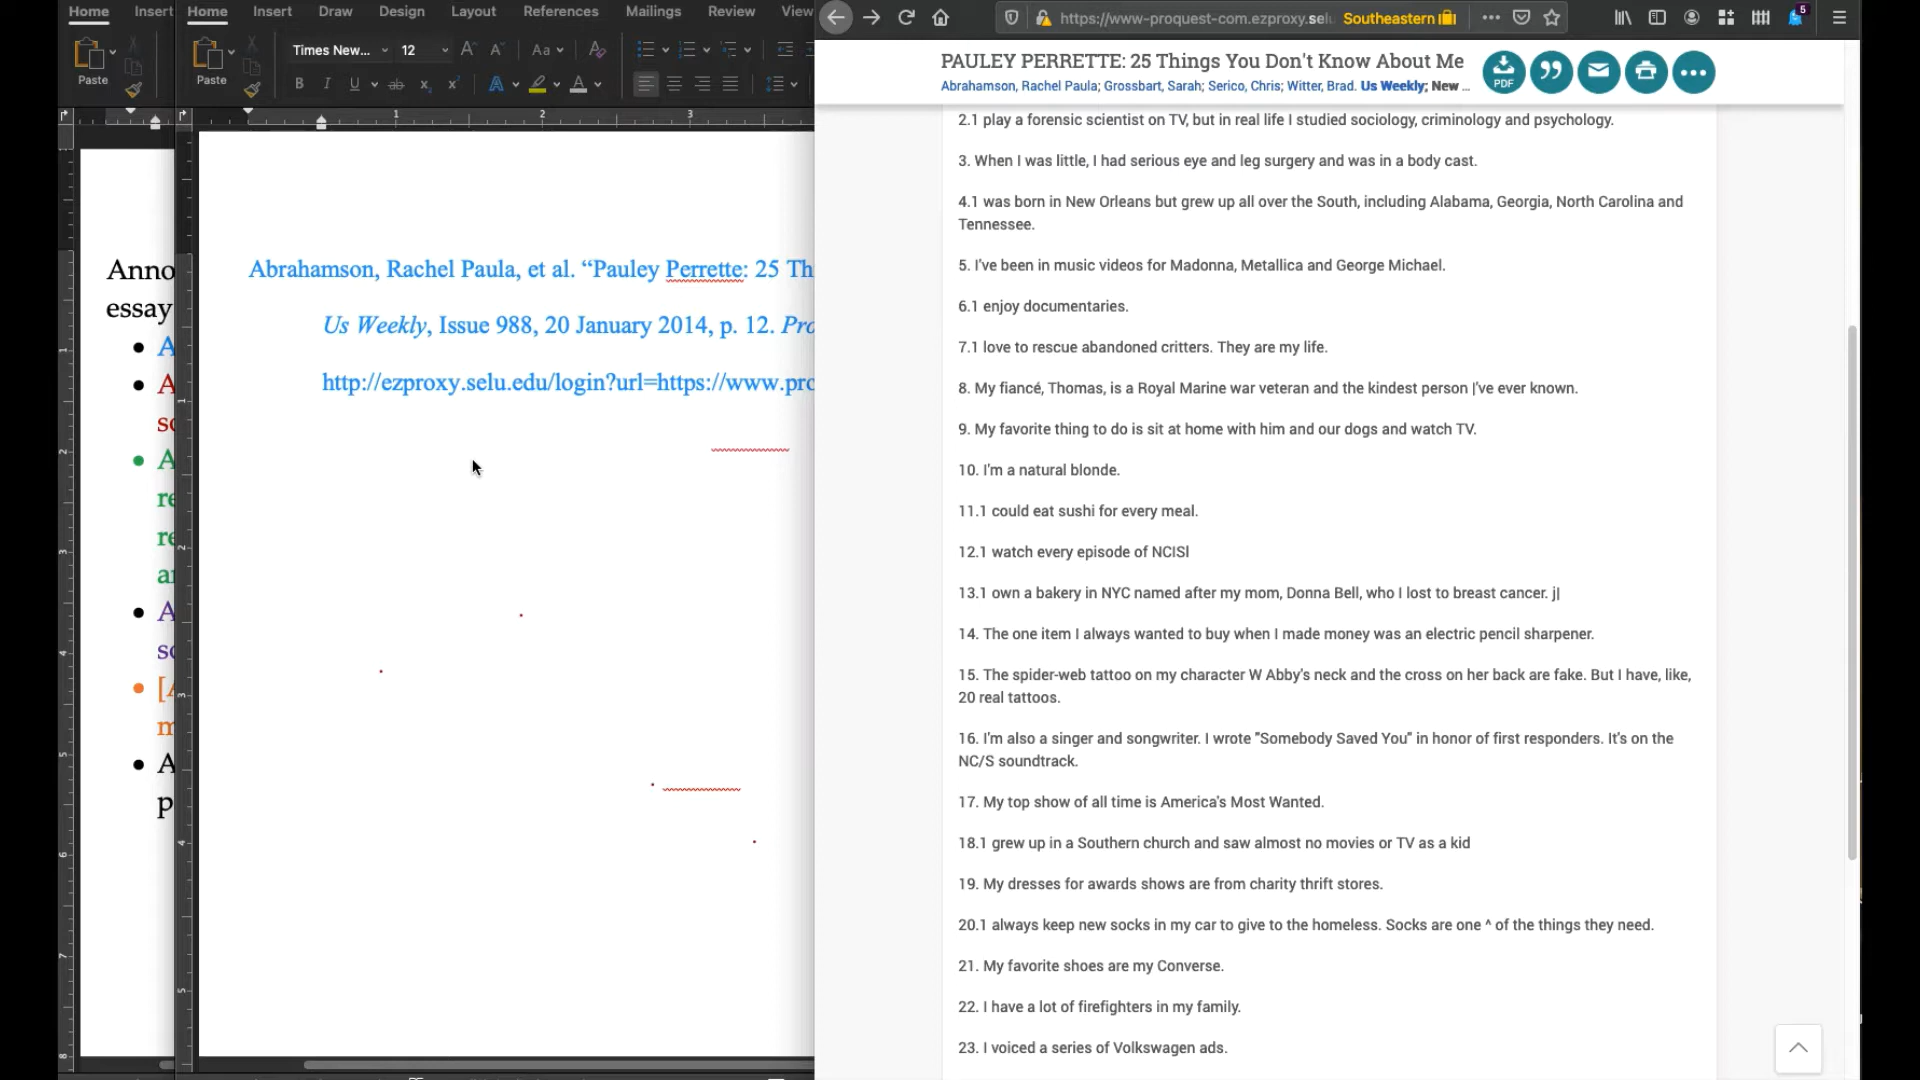 Home Insert
Home Insert Draw Design Layout References Mailings Review View
Paste
Paste
Times New... 12
Aa
B I U ab x x A A
Anno
essay
A
A
A
re
re
A
[A
m
A
p
Abrahamson, Rachel Paula, et al. “Pauley Perrette: 25 Th
Us Weekly, Issue 988, 20 January 2014, p. 12. Pro
http://ezproxy.selu.edu/login?url=https://www.pro
https://www-proquest-com.ezproxy.selu Southeastern
5
PAULEY PERRETTE: 25 Things You Don't Know About Me
Abrahamson, Rachel Paula; Grossbart, Sarah; Serico, Chris; Witter, Brad. Us Weekly; New ...
PDF
2.1 play a forensic scientist on TV, but in real life I studied sociology, criminology and psychology.
3. When I was little, I had serious eye and leg surgery and was in a body cast.
4.1 was born in New Orleans but grew up all over the South, including Alabama, Georgia, North Carolina and
Tennessee.
5. I've been in music videos for Madonna, Metallica and George Michael.
6.1 enjoy documentaries.
7.1 love to rescue abandoned critters. They are my life.
8. My fiancé, Thomas, is a Royal Marine war veteran and the kindest person |'ve ever known.
9. My favorite thing to do is sit at home with him and our dogs and watch TV.
10. I'm a natural blonde.
11.1 could eat sushi for every meal.
12.1 watch every episode of NCISl
13.1 own a bakery in NYC named after my mom, Donna Bell, who I lost to breast cancer. j|
14. The one item I always wanted to buy when I made money was an electric pencil sharpener.
15. The spider-web tattoo on my character W Abby's neck and the cross on her back are fake. But I have, like,
20 real tattoos.
16. I'm also a singer and songwriter. I wrote "Somebody Saved You" in honor of first responders. It's on the
NC/S soundtrack.
17. My top show of all time is America's Most Wanted.
18.1 grew up in a Southern church and saw almost no movies or TV as a kid
19. My dresses for awards shows are from charity thrift stores.
20.1 always keep new socks in my car to give to the homeless. Socks are one ^ of the things they need.
21. My favorite shoes are my Converse.
22. I have a lot of firefighters in my family.
23. I voiced a series of Volkswagen ads.